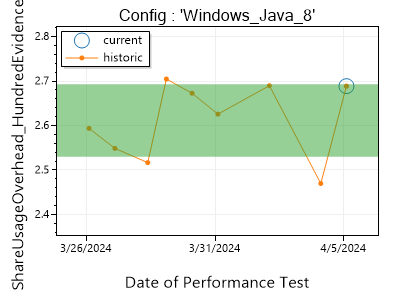 Config : 'Windows_Java_8'
current
historic
2.8
2.7
2.6
2.5
2.4
ShareUsageOverhead_HundredEvidence
3/26/2024
3/31/2024
4/5/2024
Date of Performance Test